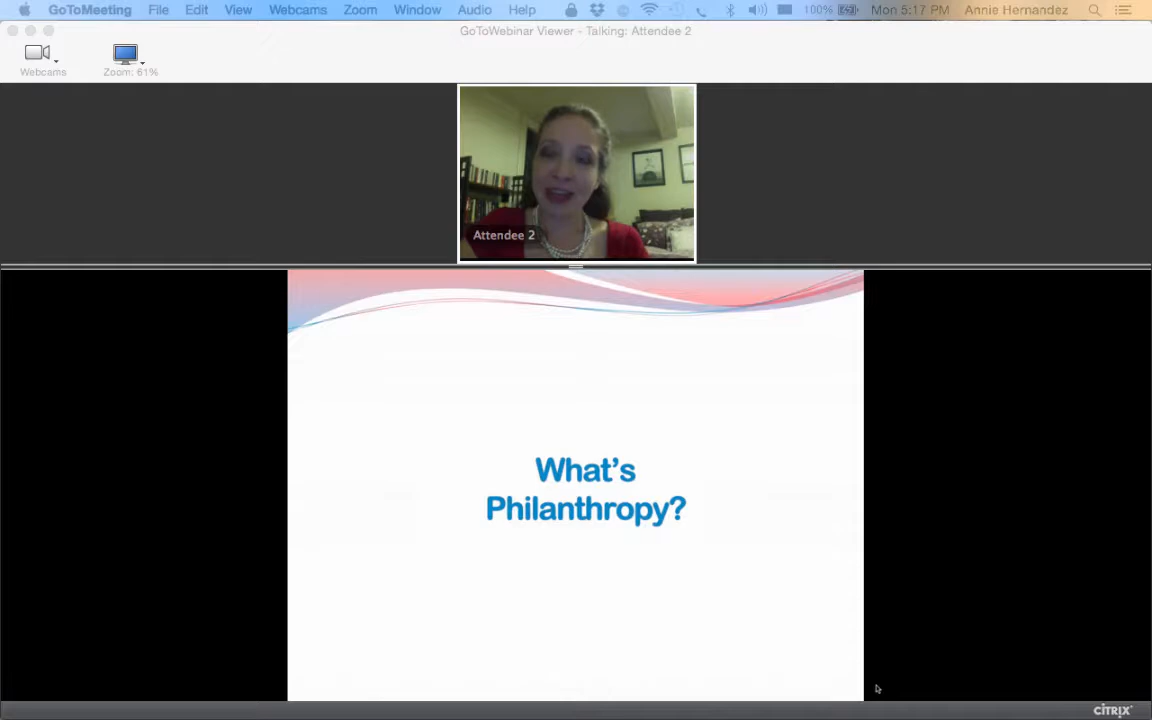 GoToMeeting File Edit View Webcams Zoom Window Audio Help 100% Mon 5:17 PM Annie Hernandez
GoToWebinar Viewer - Talking: Attendee 2
Webcams
Zoom: 61%
Attendee 2
What's
Philanthropy?
CITRIX